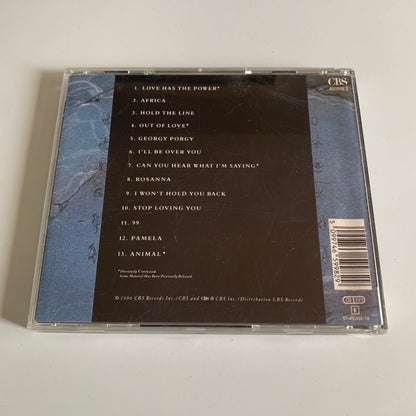 CBS
1. LOVE HAS THE POWER*
2. AFRICA
3. HOLD THE LINE
4. OUT OF LOVE*
5. GEORGY PORGY
6. I'LL BE OVER YOU
7. CAN YOU HEAR WHAT I'M SAYING*
8. ROSANNA
9. I WON'T HOLD YOU BACK
10. STOP LOVING YOU
11. 99
12. PAMELA
13. ANIMAL*
*Previously Unreleased.
Some Material Has Been Previously Released.
℗ 1990 CBS Records Inc./CBS and CBS ® CBS Inc./Distribution CBS Records
5 099746 599829